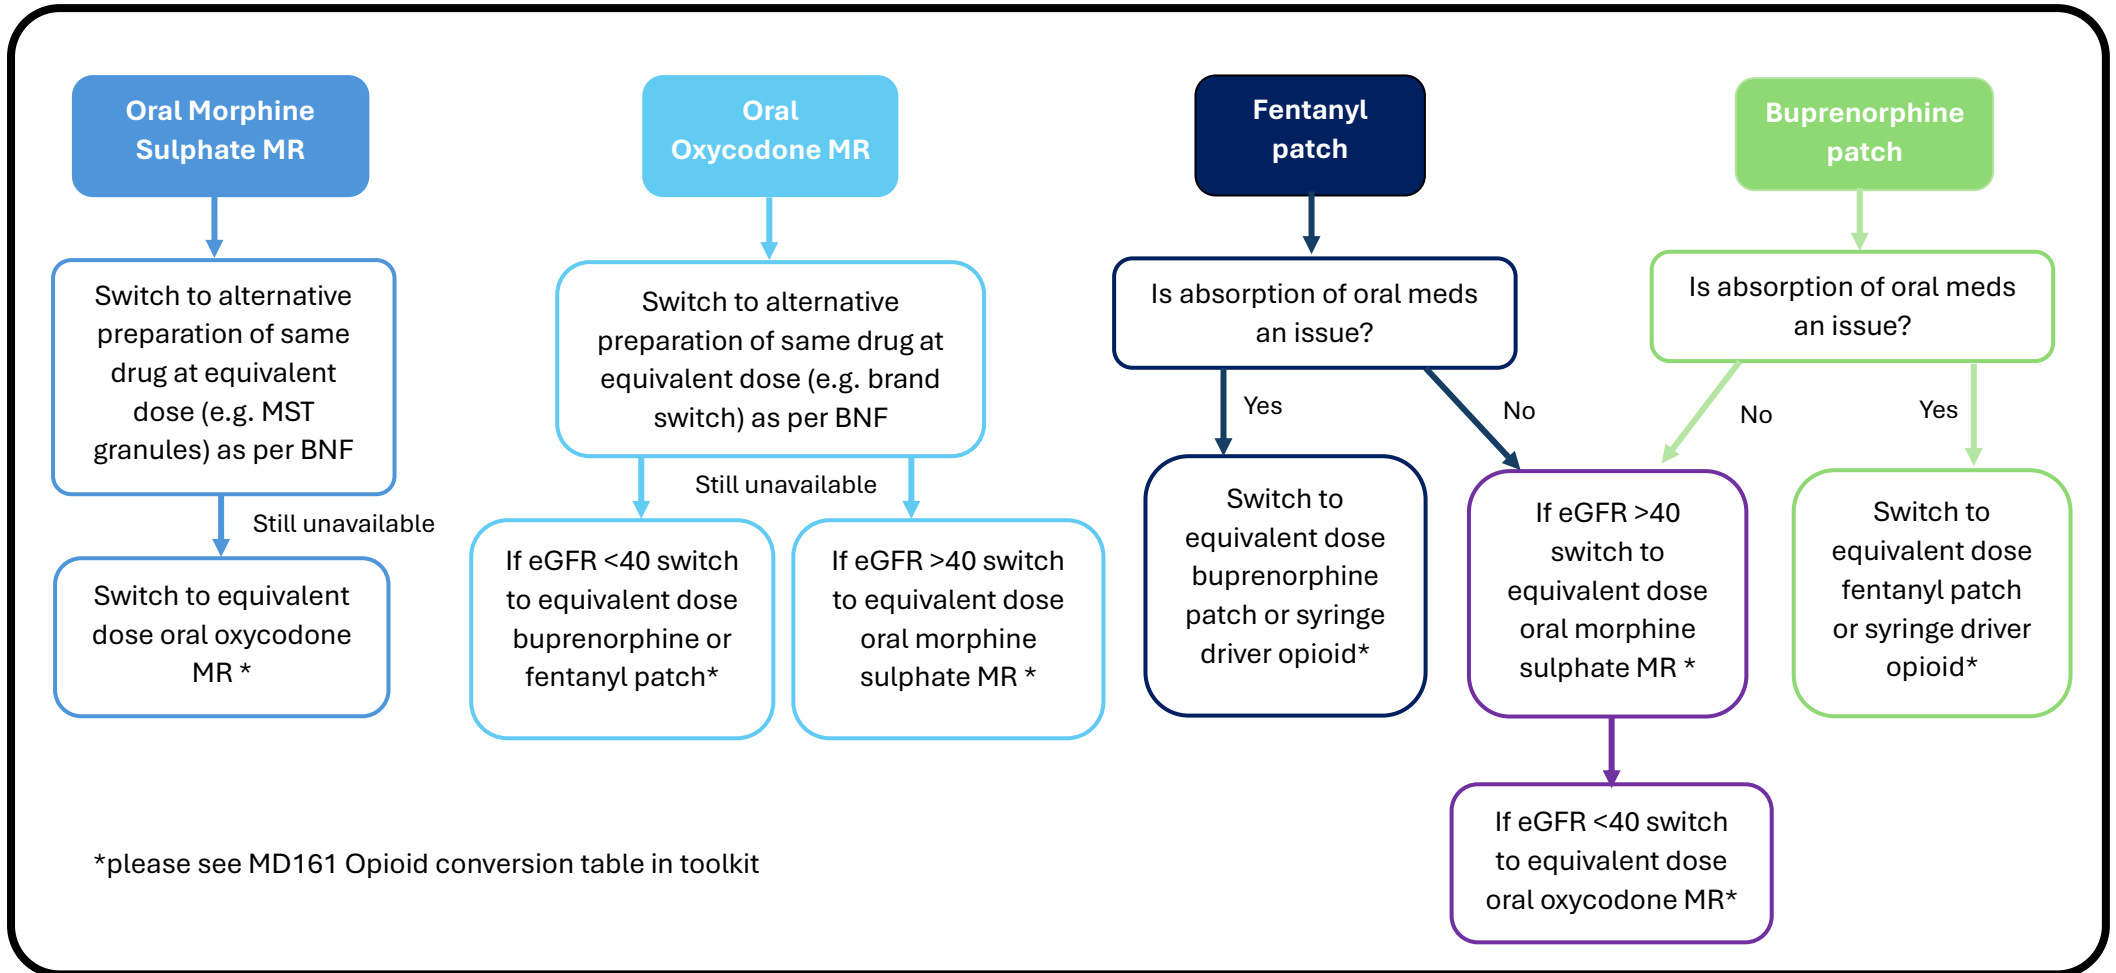 Oral Morphine
Sulphate MR
Switch to alternative
preparation of same
drug at equivalent
dose (e.g. MST
granules) as per BNF
Still unavailable
Switch to equivalent
dose oral oxycodone
MR *
Oral
Oxycodone MR
Switch to alternative
preparation of same drug at
equivalent dose (e.g. brand
switch) as per BNF
Still unavailable
If eGFR <40 switch
to equivalent dose
buprenorphine or
fentanyl patch*
If eGFR >40 switch
to equivalent dose
oral morphine
sulphate MR *
Fentanyl
patch
Is absorption of oral meds
an issue?
Yes
No
Switch to
equivalent dose
buprenorphine
patch or syringe
driver opioid*
If eGFR >40
switch to
equivalent dose
oral morphine
sulphate MR *
If eGFR <40 switch
to equivalent dose
oral oxycodone MR*
Buprenorphine
patch
Is absorption of oral meds
an issue?
No
Yes
Switch to
equivalent dose
fentanyl patch
or syringe driver
opioid*
*please see MD161 Opioid conversion table in toolkit